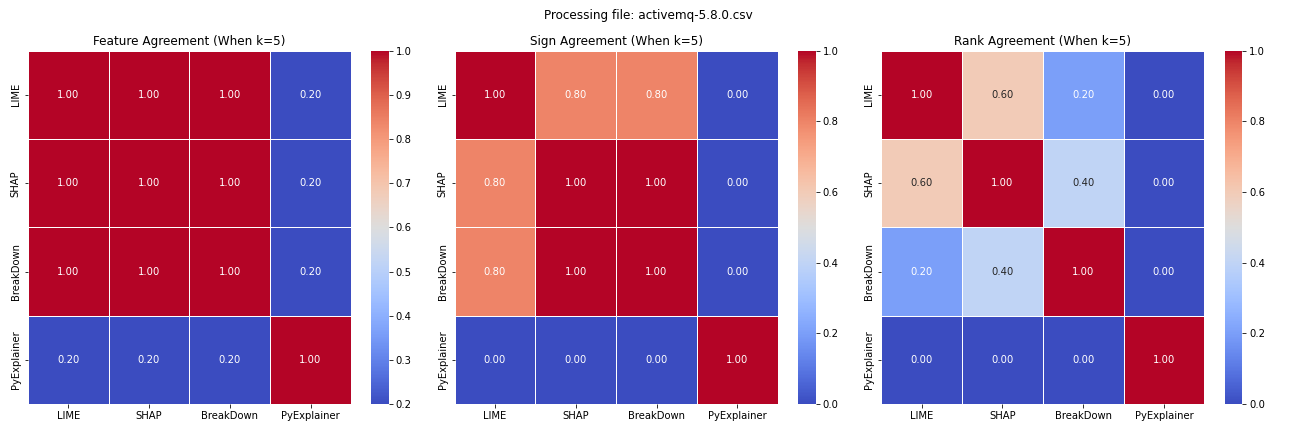 Processing file: activemq-5.8.0.csv
Feature Agreement (When k=5)
LIME 1.00 1.00 1.00 0.20
SHAP 1.00 1.00 1.00 0.20
BreakDown 1.00 1.00 1.00 0.20
PyExplainer 0.20 0.20 0.20 1.00
LIME SHAP BreakDown PyExplainer
1.0
0.9
0.8
0.7
0.6
0.5
0.4
0.3
0.2
Sign Agreement (When k=5)
LIME 1.00 0.80 0.80 0.00
SHAP 0.80 1.00 1.00 0.00
BreakDown 0.80 1.00 1.00 0.00
PyExplainer 0.00 0.00 0.00 1.00
LIME SHAP BreakDown PyExplainer
1.0
0.8
0.6
0.4
0.2
0.0
Rank Agreement (When k=5)
LIME 1.00 0.60 0.20 0.00
SHAP 0.60 1.00 0.40 0.00
BreakDown 0.20 0.40 1.00 0.00
PyExplainer 0.00 0.00 0.00 1.00
LIME SHAP BreakDown PyExplainer
1.0
0.8
0.6
0.4
0.2
0.0